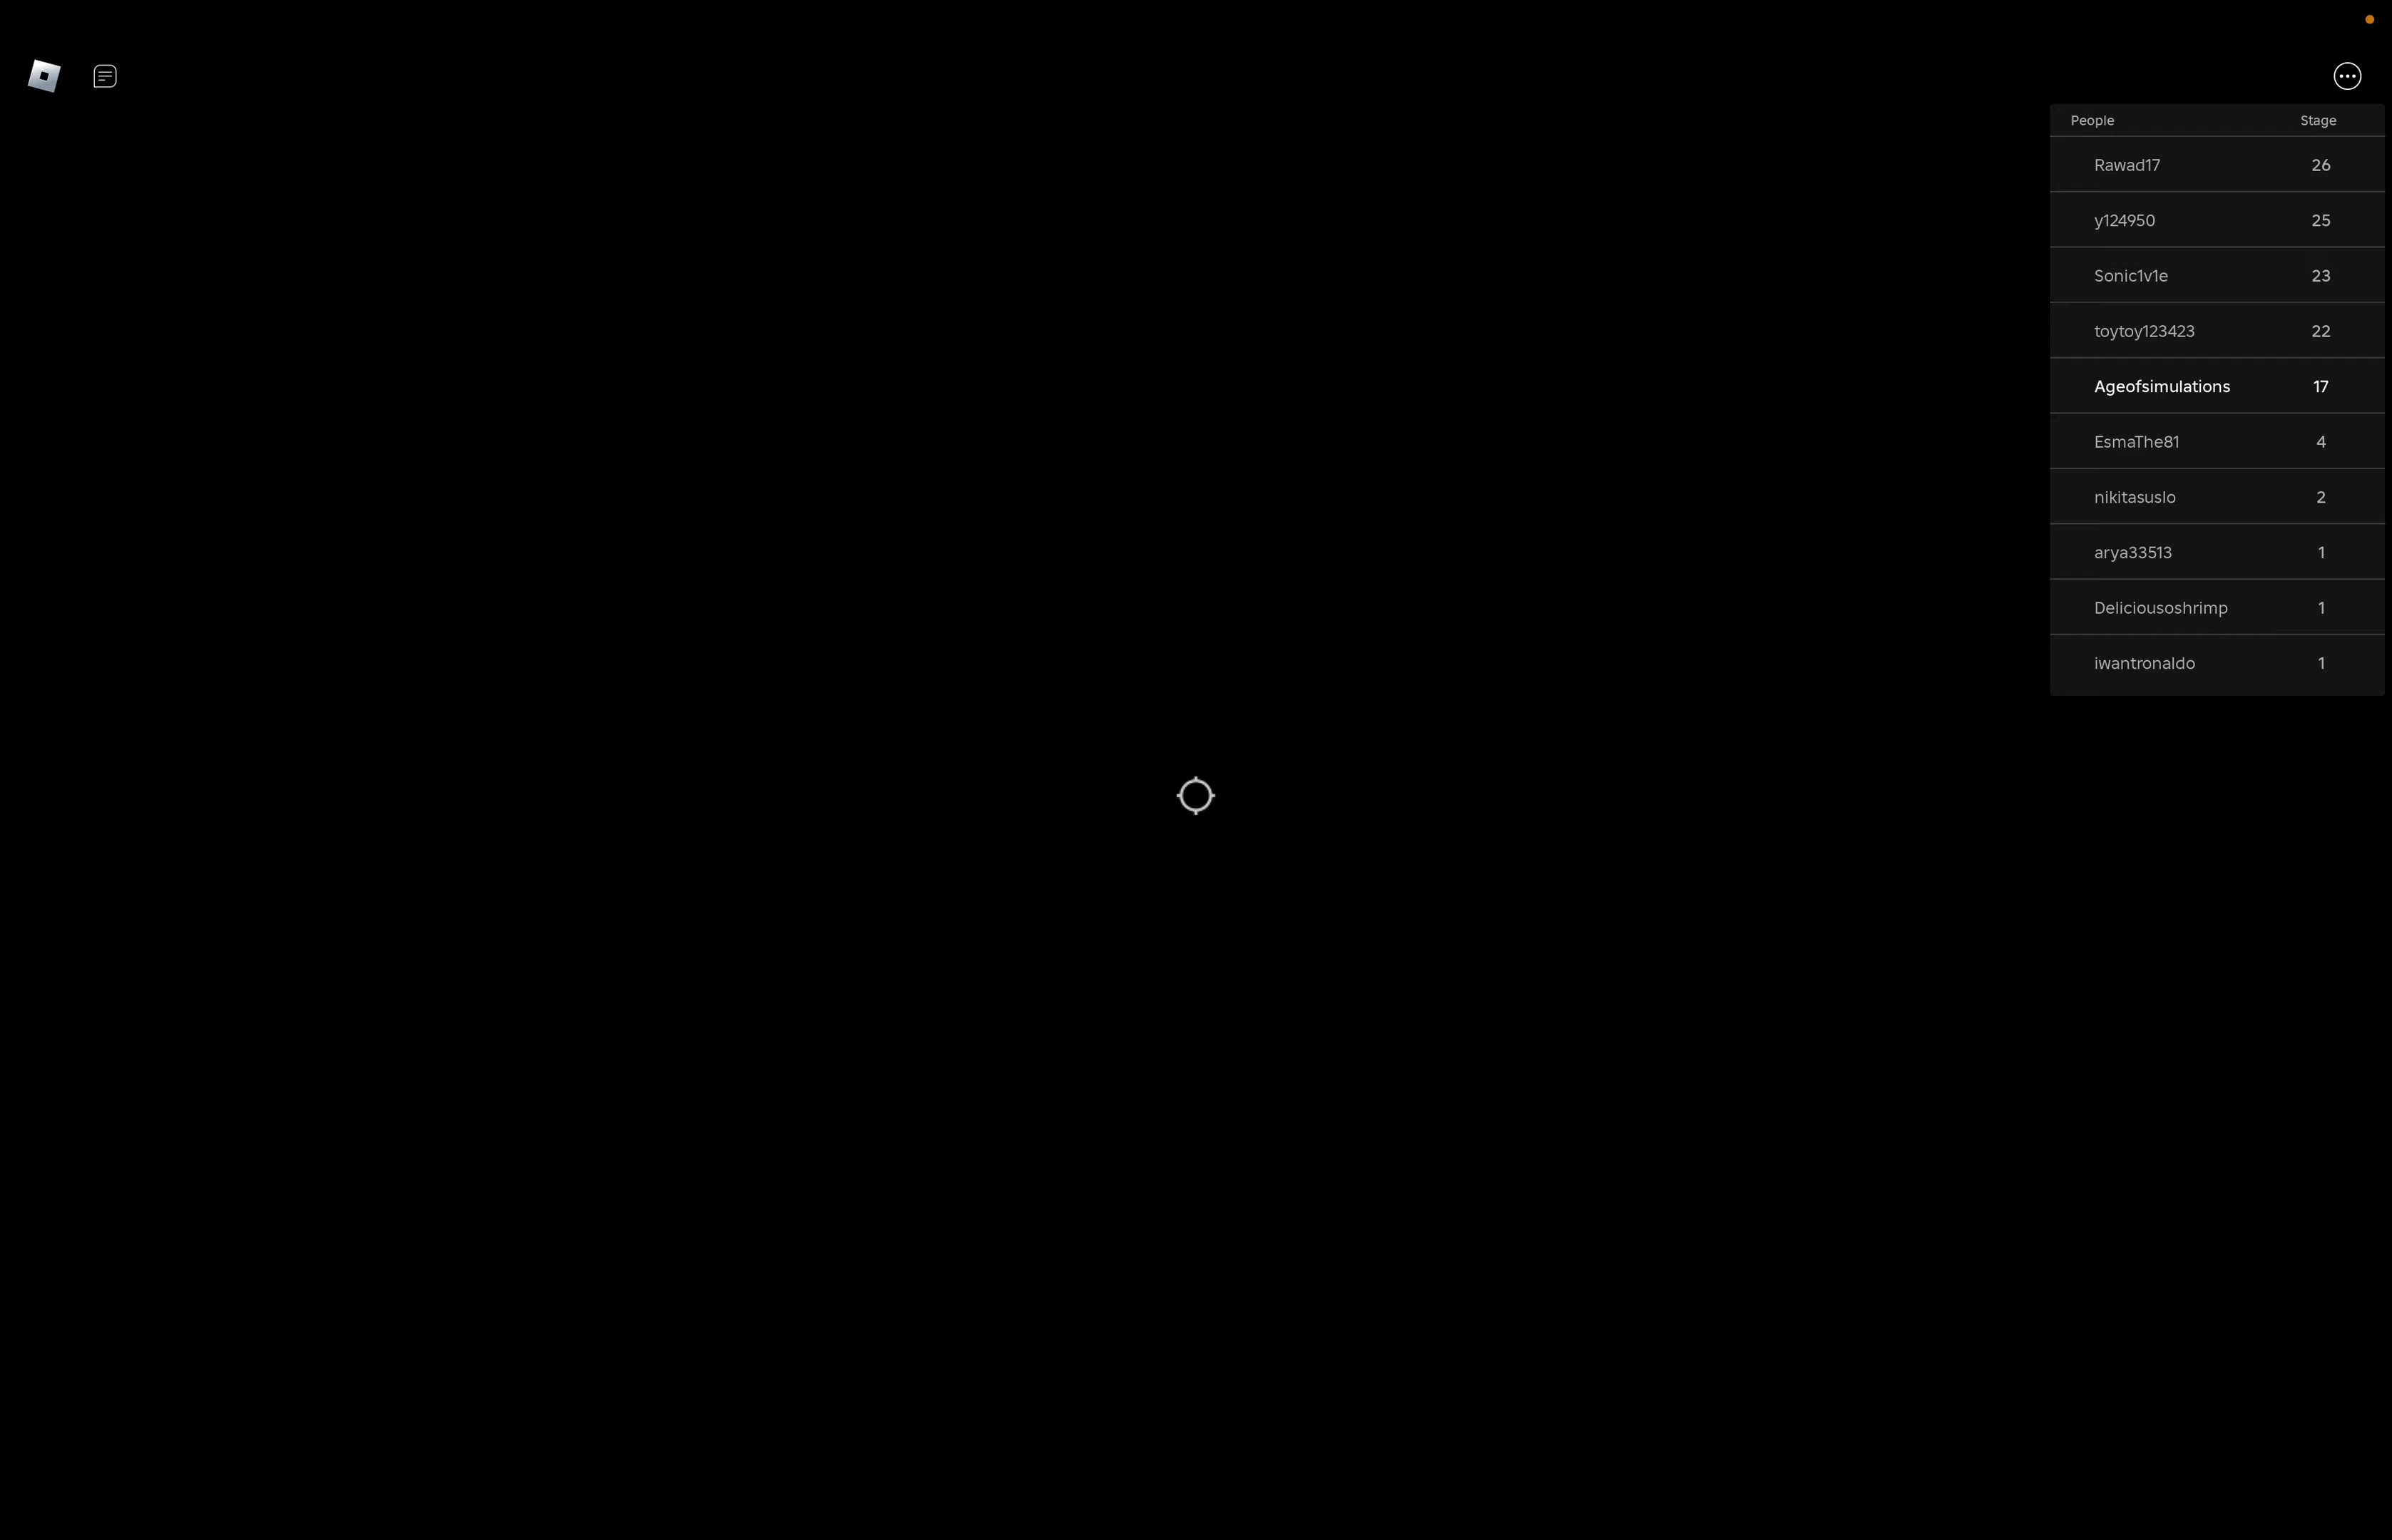 People Stage
Rawad17 26
y124950 25
Sonic1v1e 23
toytoy123423 22
Ageofsimulations 17
EsmaThe81 4
nikitasuslo 2
arya33513 1
Deliciousoshrimp 1
iwantronaldo 1